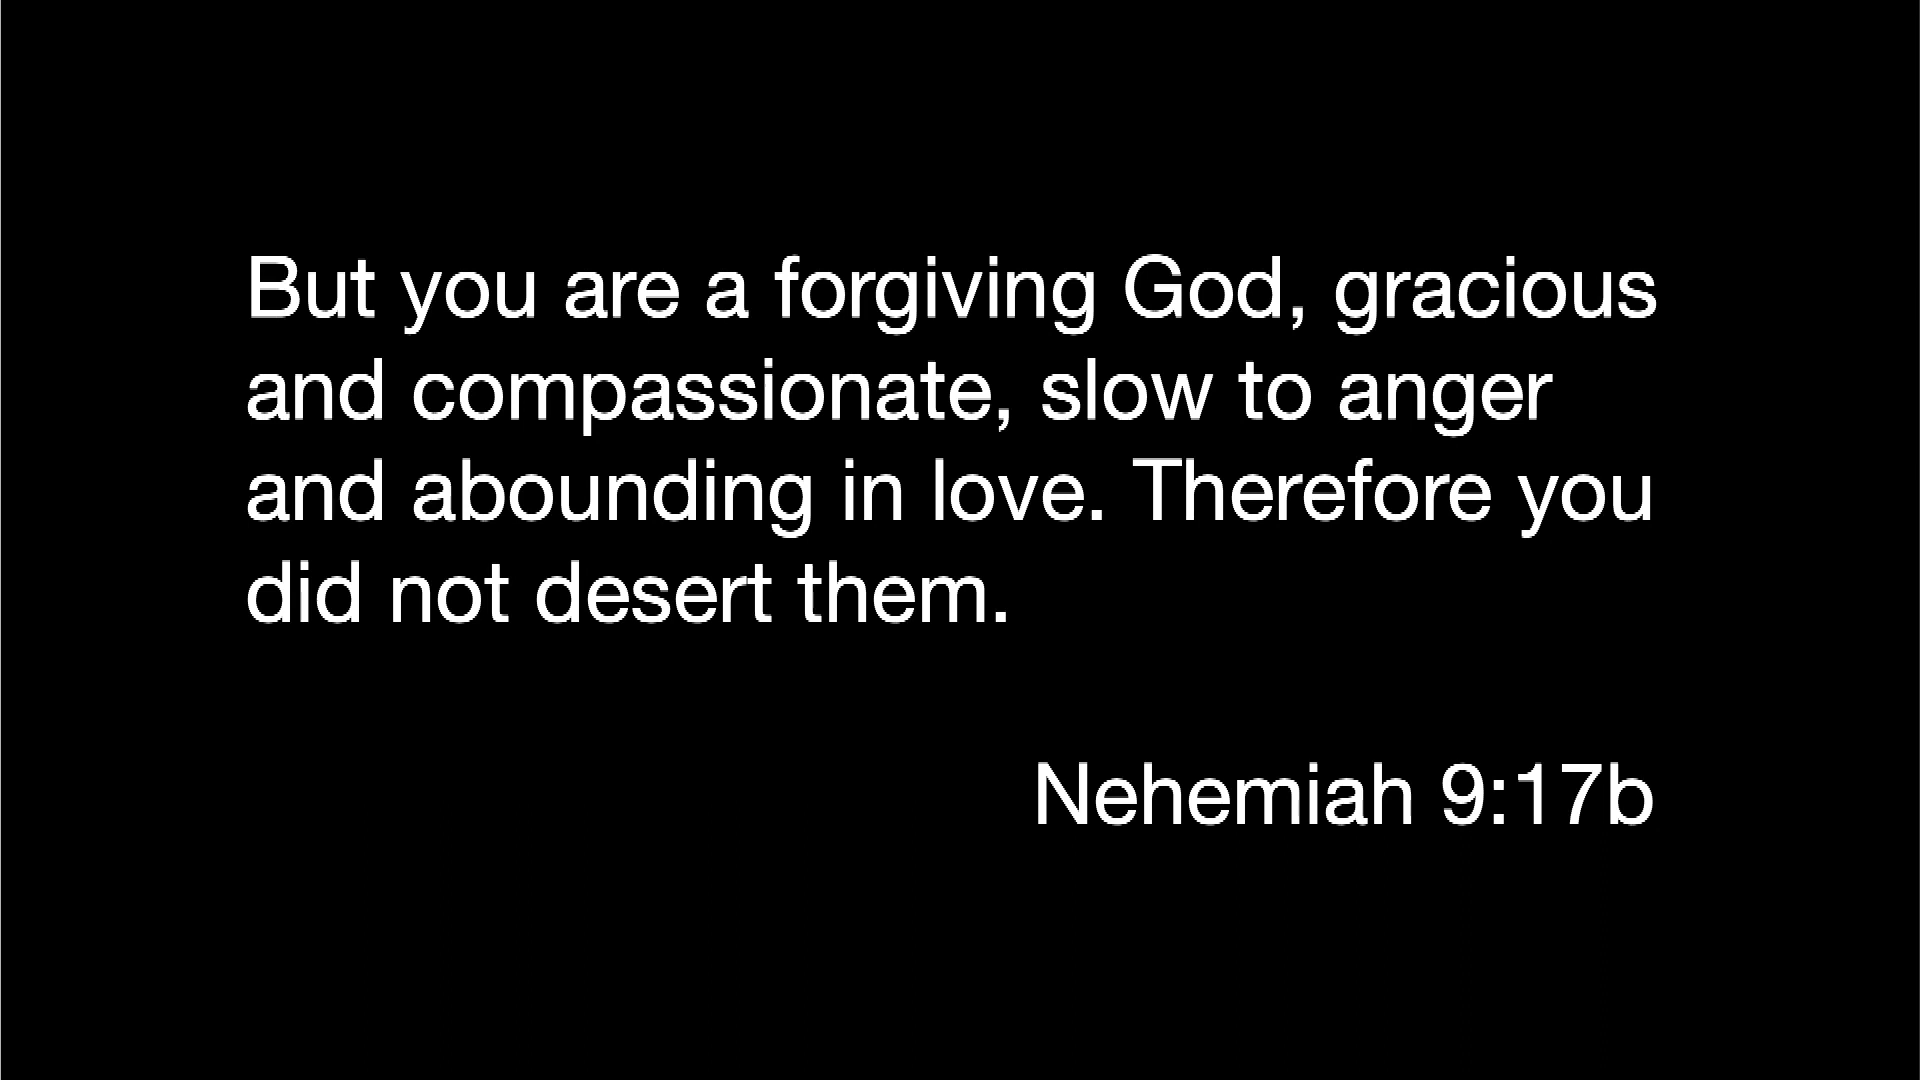 But you are a forgiving God, gracious
and compassionate, slow to anger
and abounding in love. Therefore you
did not desert them.
Nehemiah 9:17b